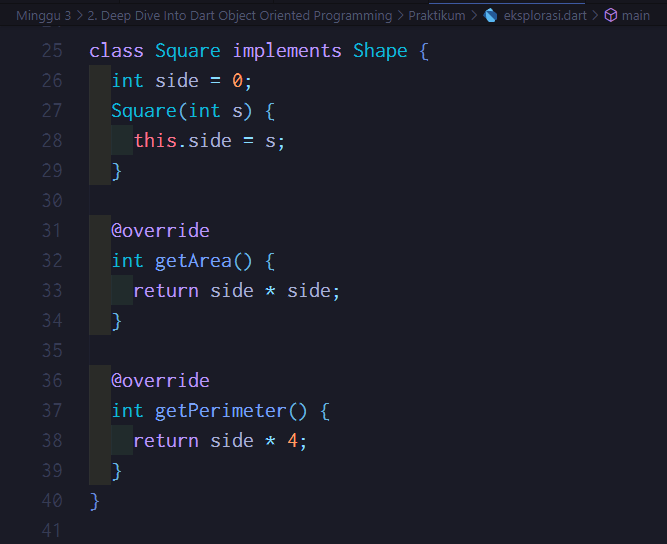 Minggu 3 > 2. Deep Dive Into Dart Object Oriented Programming > Praktikum > eksplorasi.dart > main
25 class Square implements Shape {
26   int side = 0;
27   Square(int s) {
28     this.side = s;
29   }
30
31   @override
32   int getArea() {
33     return side * side;
34   }
35
36   @override
37   int getPerimeter() {
38     return side * 4;
39   }
40 }
41